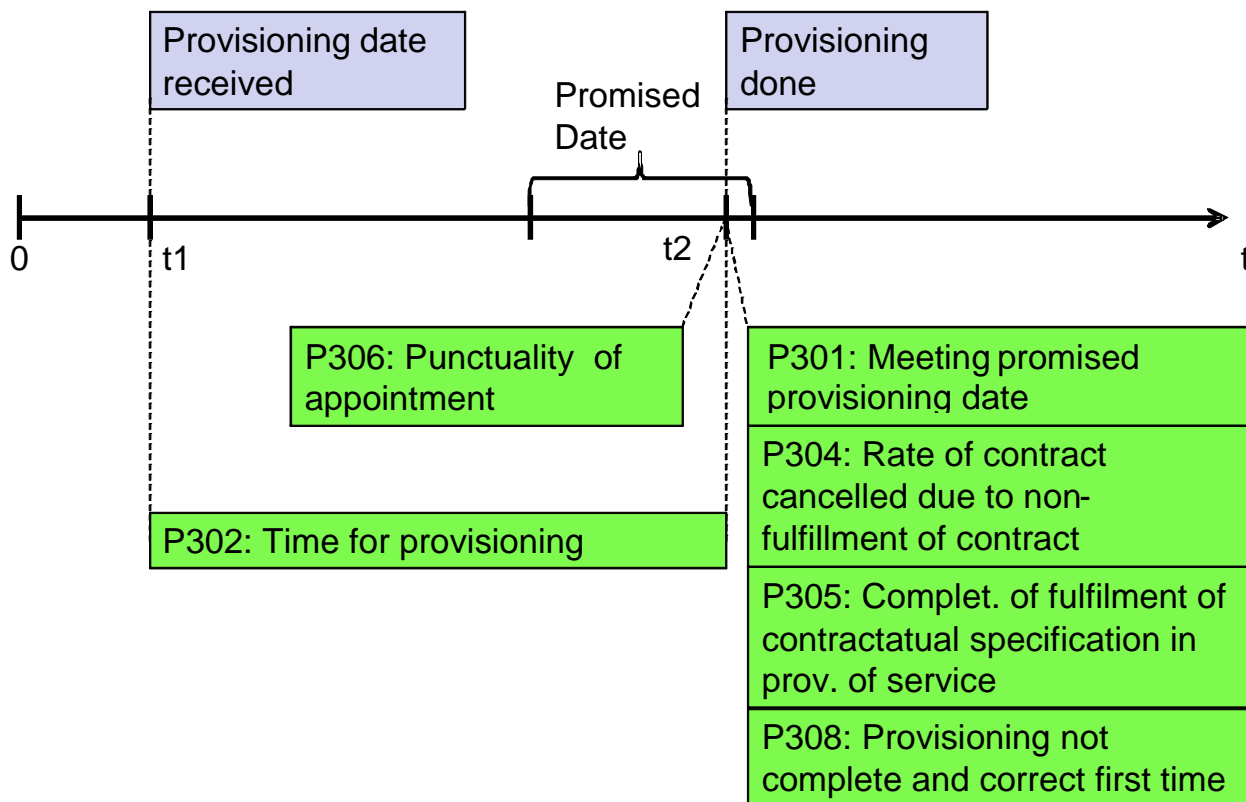 Provisioning date
received
Provisioning
done
Promised
Date
0
t1
t2
t
P306: Punctuality of
appointment
P301: Meeting promised
provisioning date
P304: Rate of contract
cancelled due to non-
fulfillment of contract
P302: Time for provisioning
P305: Complet. of fulfilment of
contractatual specification in
prov. of service
P308: Provisioning not
complete and correct first time